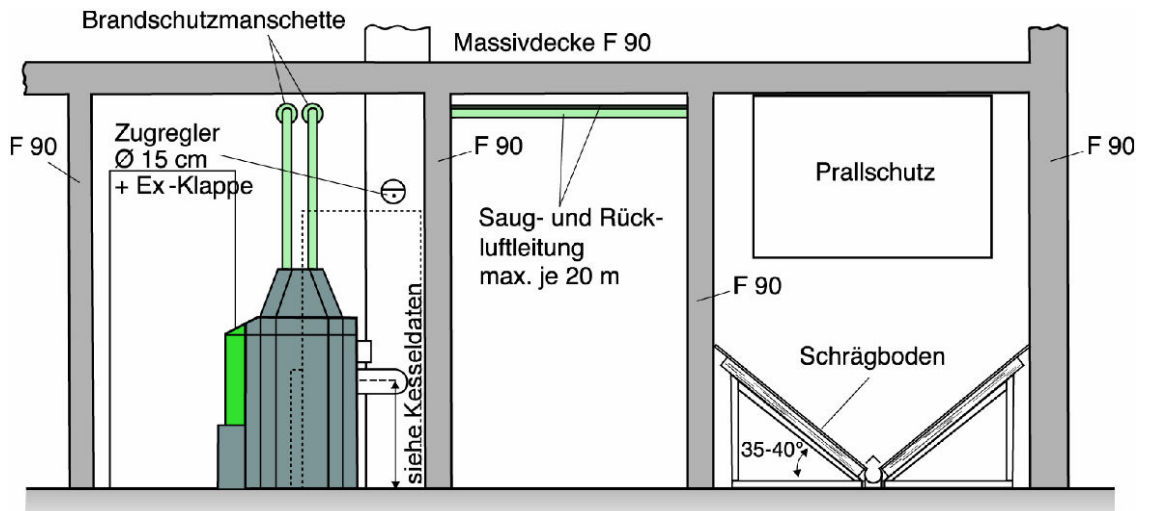 Brandschutzmanschette
Massivdecke F 90
F 90
Zugregler
Ø 15 cm
+ Ex-Klappe
F 90
Saug- und Rück-
luftleitung
max. je 20 m
F 90
Prallschutz
F 90
Schrägboden
35-40°
siehe Kesseldaten